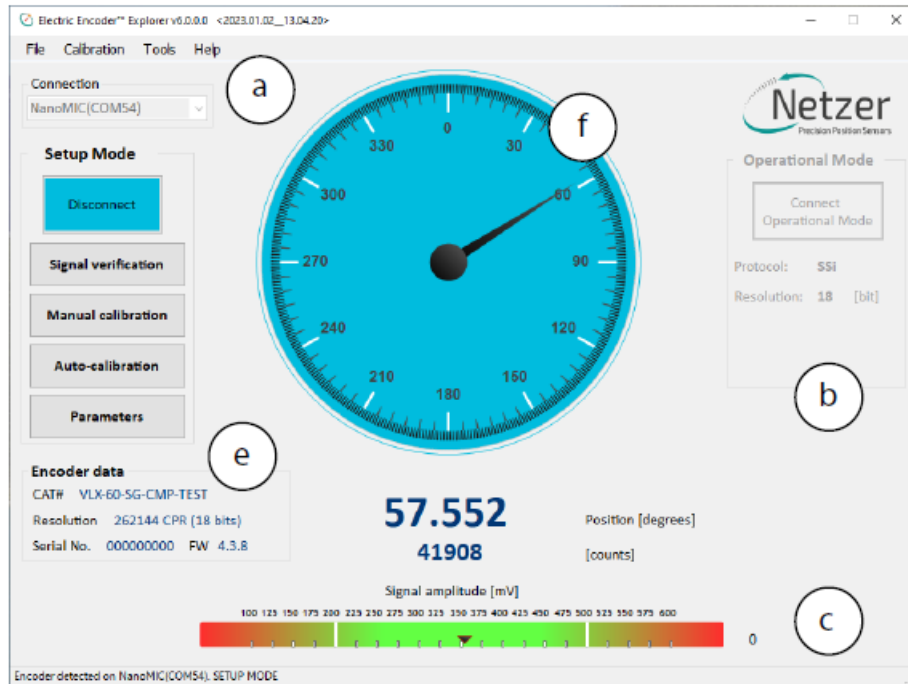 Electric Encoder™ Explorer v6.0.0.0 <2023.01.02__13.04.20>
File Calibration Tools Help
Connection
NanoMIC(COM54)
a
Setup Mode
Disconnect
Signal verification
Manual calibration
Auto-calibration
Parameters
e
Encoder data
CAT# VLX-60-SG-CMP-TEST
Resolution 262144 CPR (18 bits)
Serial No. 000000000 FW 4.3.8
0
30
60
90
120
150
180
210
240
270
300
330
f
Netzer
Precision Position Sensors
Operational Mode
Connect
Operational Mode
Protocol: SSi
Resolution: 18 [bit]
b
57.552 Position [degrees]
41908 [counts]
Signal amplitude [mV]
100 125 150 175 200 225 250 275 300 325 350 375 400 425 450 475 500 525 550 575 600
0
c
Encoder detected on NanoMIC(COM54). SETUP MODE